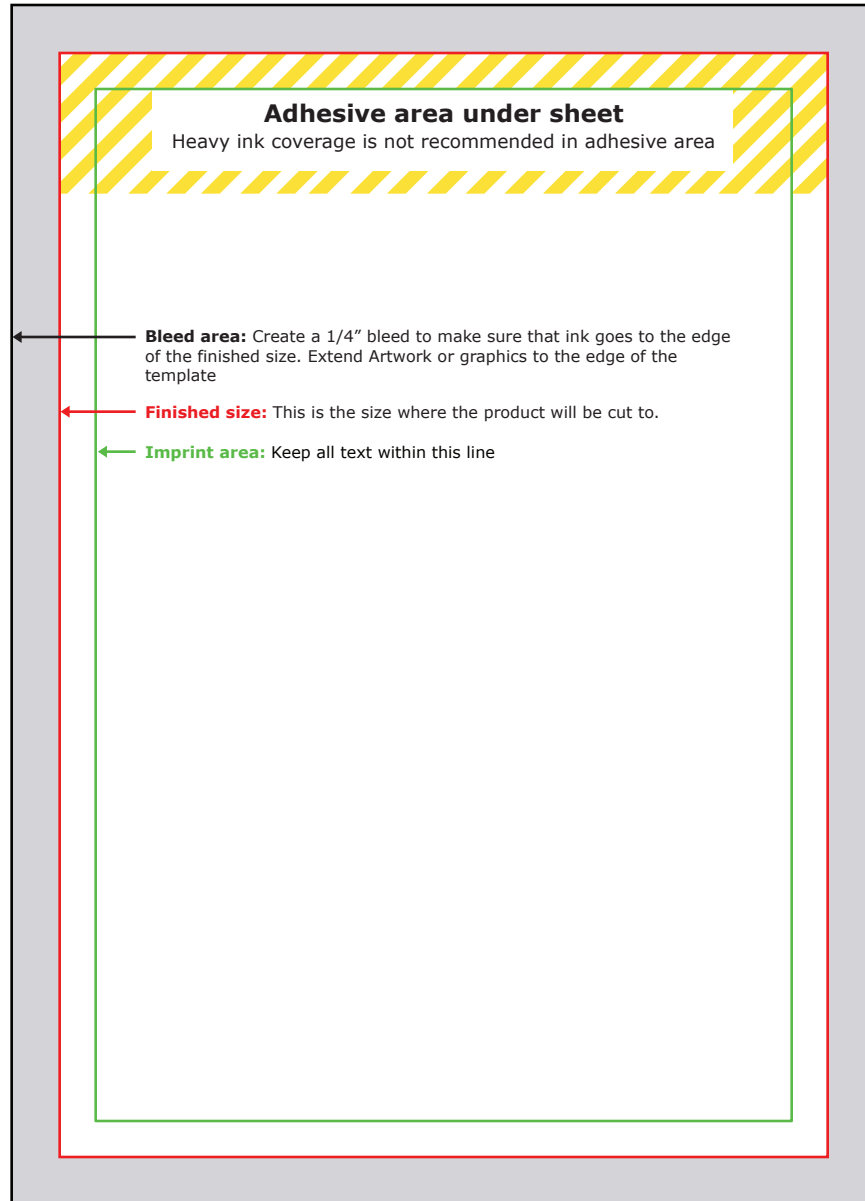 Adhesive area under sheet
Heavy ink coverage is not recommended in adhesive area
Bleed area: Create a 1/4″ bleed to make sure that ink goes to the edge
of the finished size. Extend Artwork or graphics to the edge of the
template
Finished size: This is the size where the product will be cut to.
Imprint area: Keep all text within this line